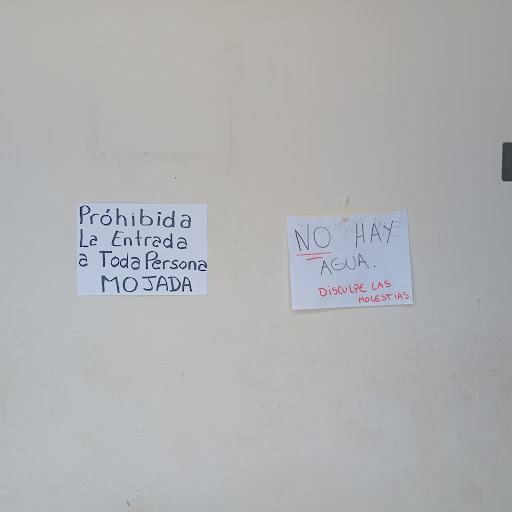 Próhibida
La Entrada
a Toda Persona
MOJADA
NO HAY
AGUA.
DISCULPE LAS
MOLESTIAS.